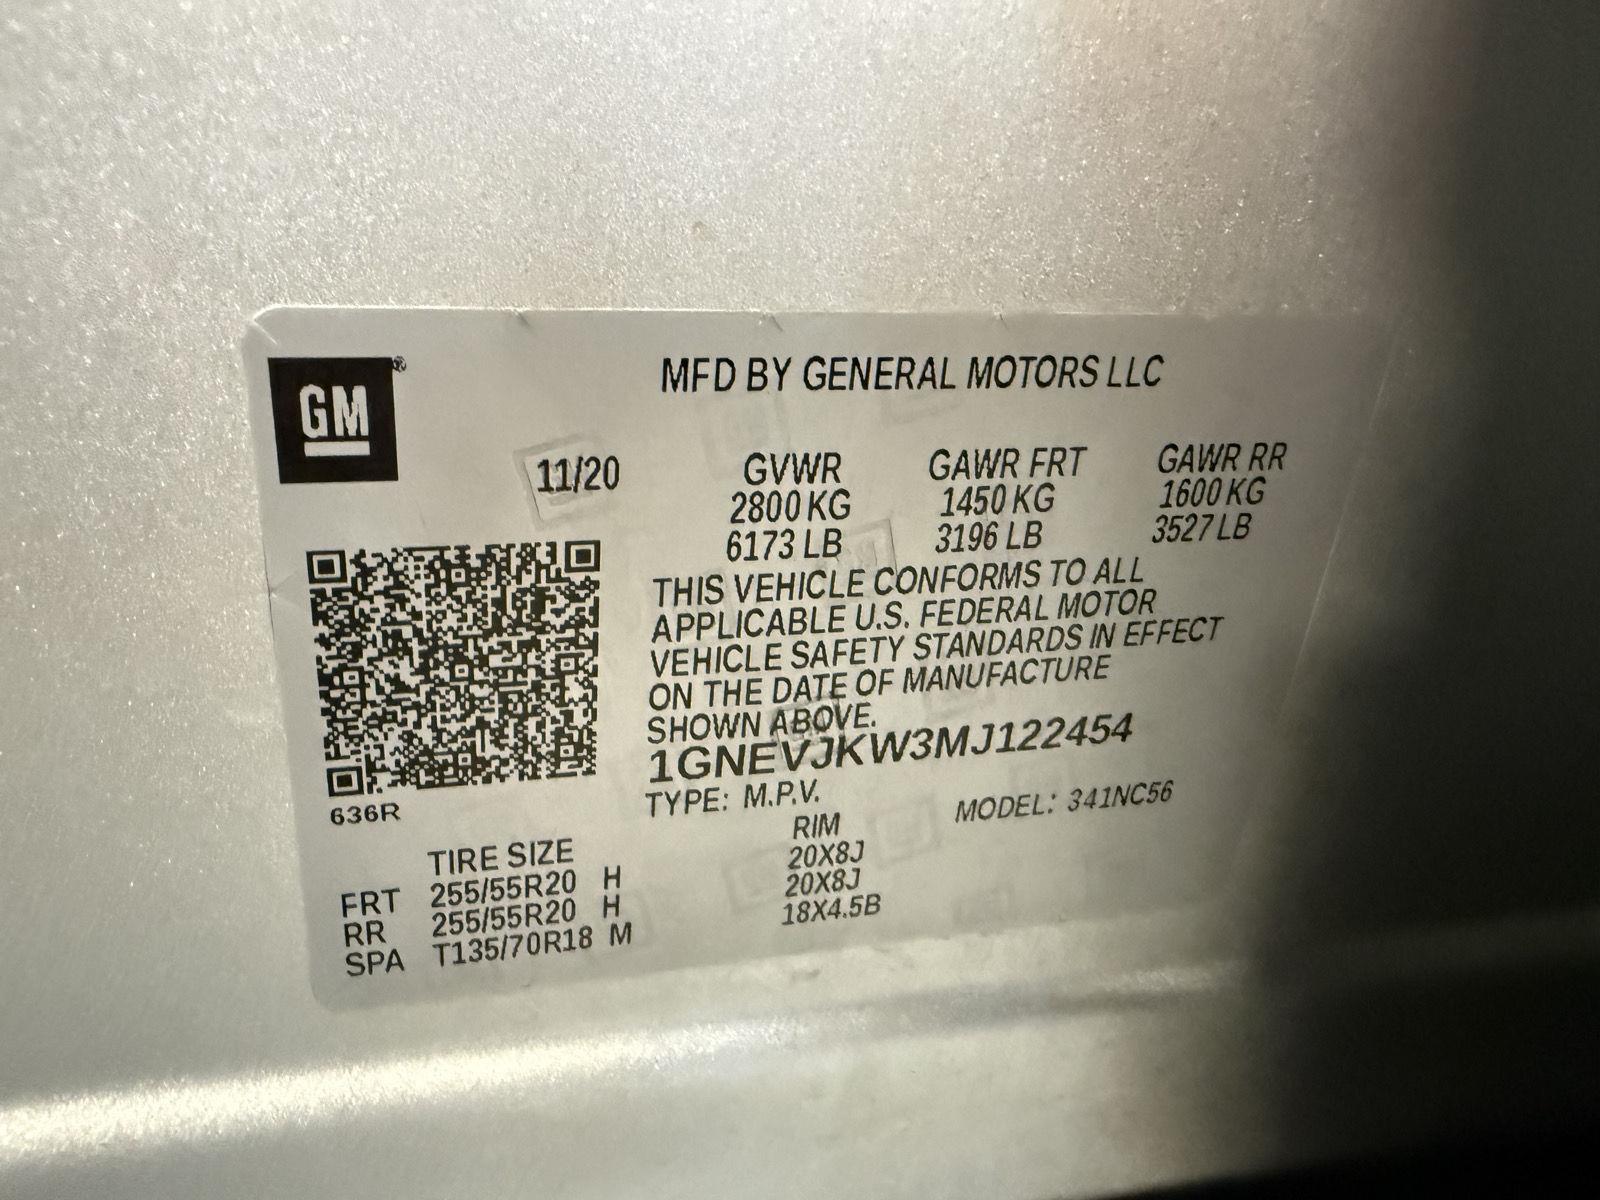 GM®
MFD BY GENERAL MOTORS LLC
11/20 GVWR GAWR FRT GAWR RR
2800 KG 1450 KG 1600 KG
6173 LB 3196 LB 3527 LB
THIS VEHICLE CONFORMS TO ALL
APPLICABLE U.S. FEDERAL MOTOR
VEHICLE SAFETY STANDARDS IN EFFECT
ON THE DATE OF MANUFACTURE
SHOWN ABOVE.
1GNEVJKW3MJ122454
TYPE: M.P.V. MODEL: 341NC56
636R
TIRE SIZE RIM
FRT 255/55R20 H 20X8J
RR 255/55R20 H 20X8J
SPA T135/70R18 M 18X4.5B